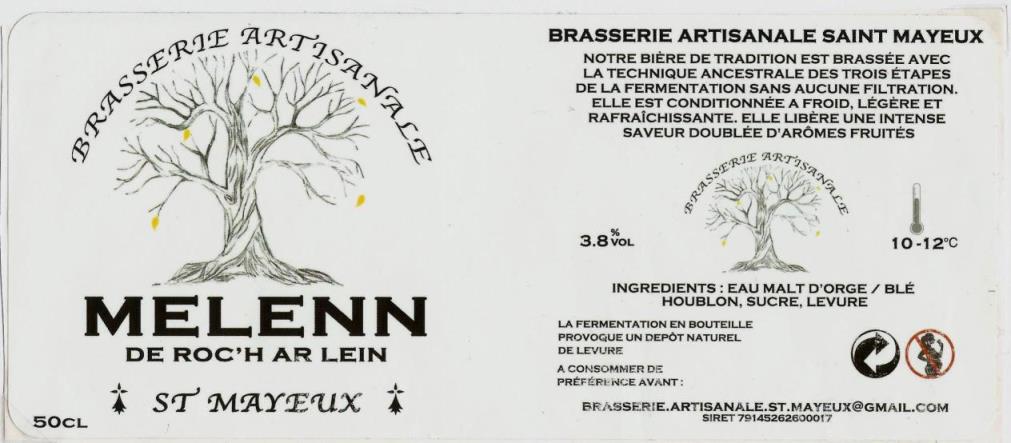 BRASSERIE ARTISANALE
MELENN
DE ROC'H AR LEIN
ST MAYEUX
50CL
BRASSERIE ARTISANALE SAINT MAYEUX
NOTRE BIÈRE DE TRADITION EST BRASSÉE AVEC
LA TECHNIQUE ANCESTRALE DES TROIS ÉTAPES
DE LA FERMENTATION SANS AUCUNE FILTRATION.
ELLE EST CONDITIONNÉE A FROID, LÉGÈRE ET
RAFRAÎCHISSANTE. ELLE LIBÈRE UNE INTENSE
SAVEUR DOUBLÉE D'ARÔMES FRUITÉS
BRASSERIE ARTISANALE
3.8 % VOL
10-12°C
INGREDIENTS : EAU MALT D'ORGE / BLÉ
HOUBLON, SUCRE, LEVURE
LA FERMENTATION EN BOUTEILLE
PROVOQUE UN DEPÔT NATUREL
DE LEVURE
A CONSOMMER DE
PRÉFÉRENCE AVANT :
BRASSERIE.ARTISANALE.ST.MAYEUX@GMAIL.COM
SIRET 79145262600017